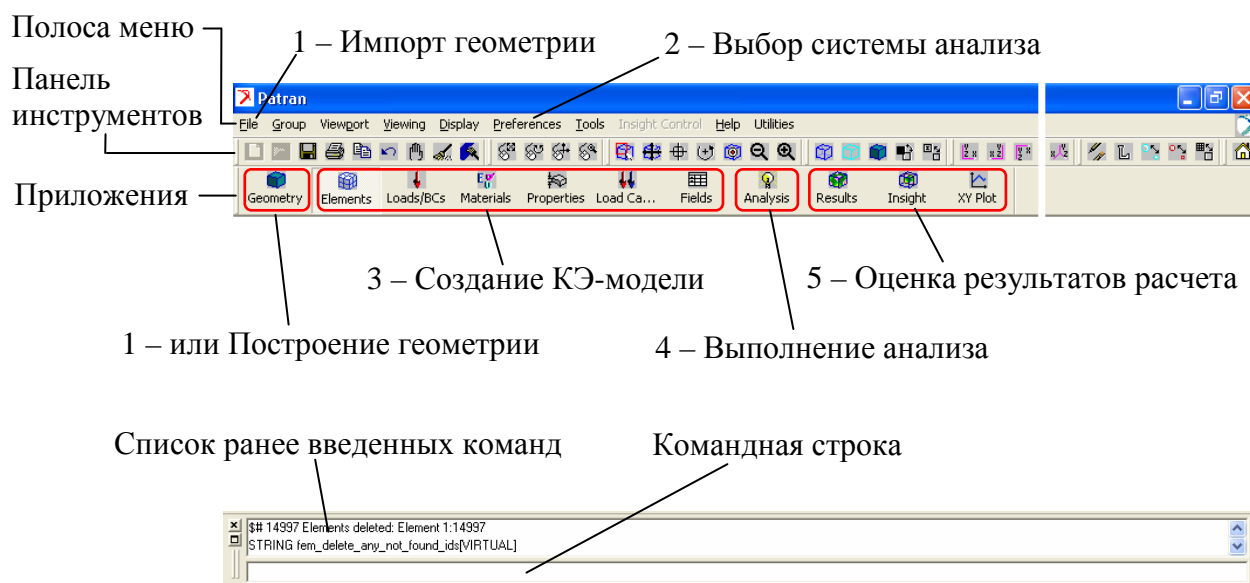 Полоса меню
1 – Импорт геометрии
2 – Выбор системы анализа
Панель
инструментов
Patran
File Group Viewport Viewing Display Preferences Tools Insight Control Help Utilities
Приложения
Geometry Elements Loads/BCs Materials Properties Load Ca... Fields Analysis Results Insight XY Plot
3 – Создание КЭ-модели
5 – Оценка результатов расчета
1 – или Построение геометрии
4 – Выполнение анализа
Список ранее введенных команд
Командная строка
$# 14997 Elements deleted: Element 1:14997
STRING fem_delete_any_not_found_ids[VIRTUAL]